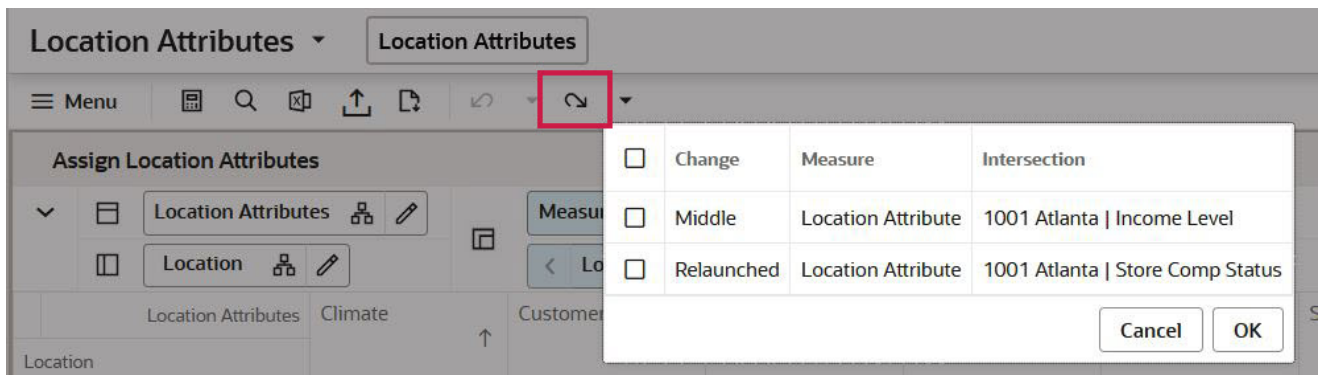 Location Attributes Location Attributes
Menu
Assign Location Attributes
Change Measure Intersection
Location Attributes
Middle Location Attribute 1001 Atlanta | Income Level
Location
Relaunched Location Attribute 1001 Atlanta | Store Comp Status
Location Attributes Climate
Cancel OK
Location